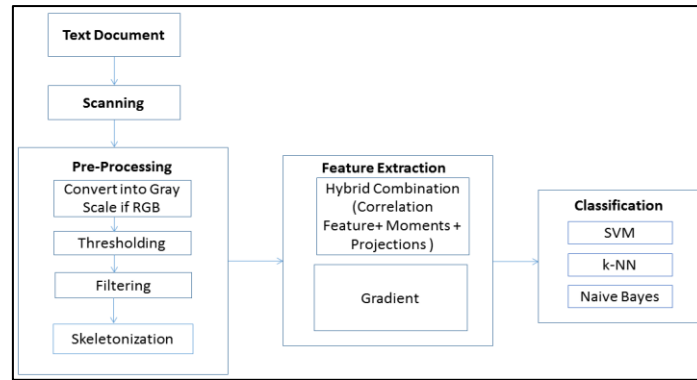 Text Document
Scanning
Pre-Processing
Convert into Gray
Scale if RGB
Thresholding
Filtering
Skeletonization
Feature Extraction
Hybrid Combination
(Correlation
Feature+ Moments +
Projections )
Gradient
Classification
SVM
k-NN
Naive Bayes